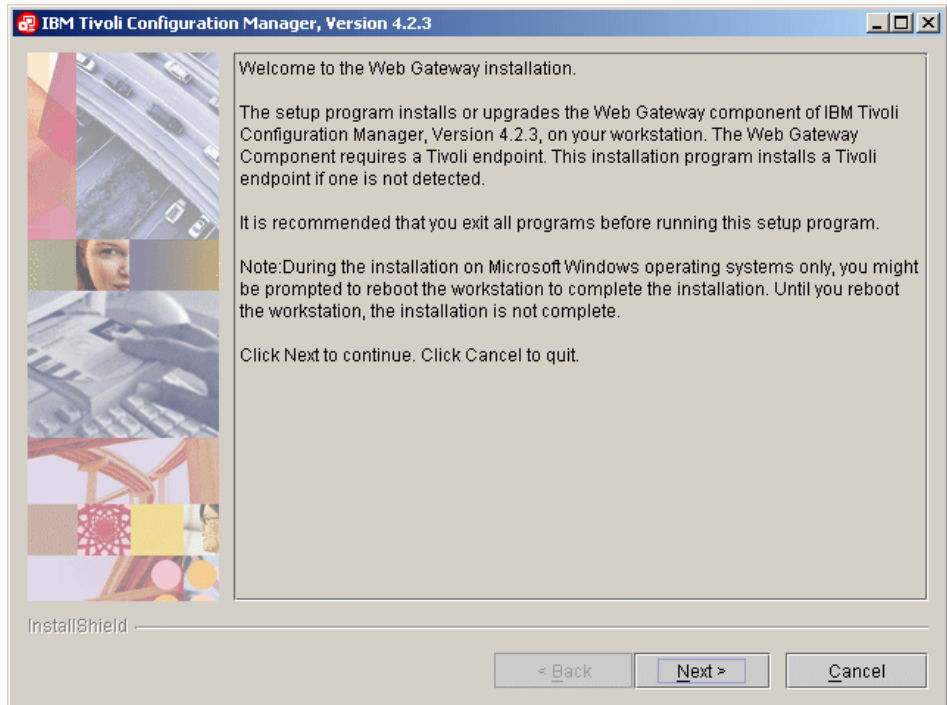 IBM Tivoli Configuration Manager, Version 4.2.3
Welcome to the Web Gateway installation.
The setup program installs or upgrades the Web Gateway component of IBM Tivoli
Configuration Manager, Version 4.2.3, on your workstation. The Web Gateway
Component requires a Tivoli endpoint. This installation program installs a Tivoli
endpoint if one is not detected.
It is recommended that you exit all programs before running this setup program.
Note:During the installation on Microsoft Windows operating systems only, you might
be prompted to reboot the workstation to complete the installation. Until you reboot
the workstation, the installation is not complete.
Click Next to continue. Click Cancel to quit.
InstallShield
< Back Next > Cancel